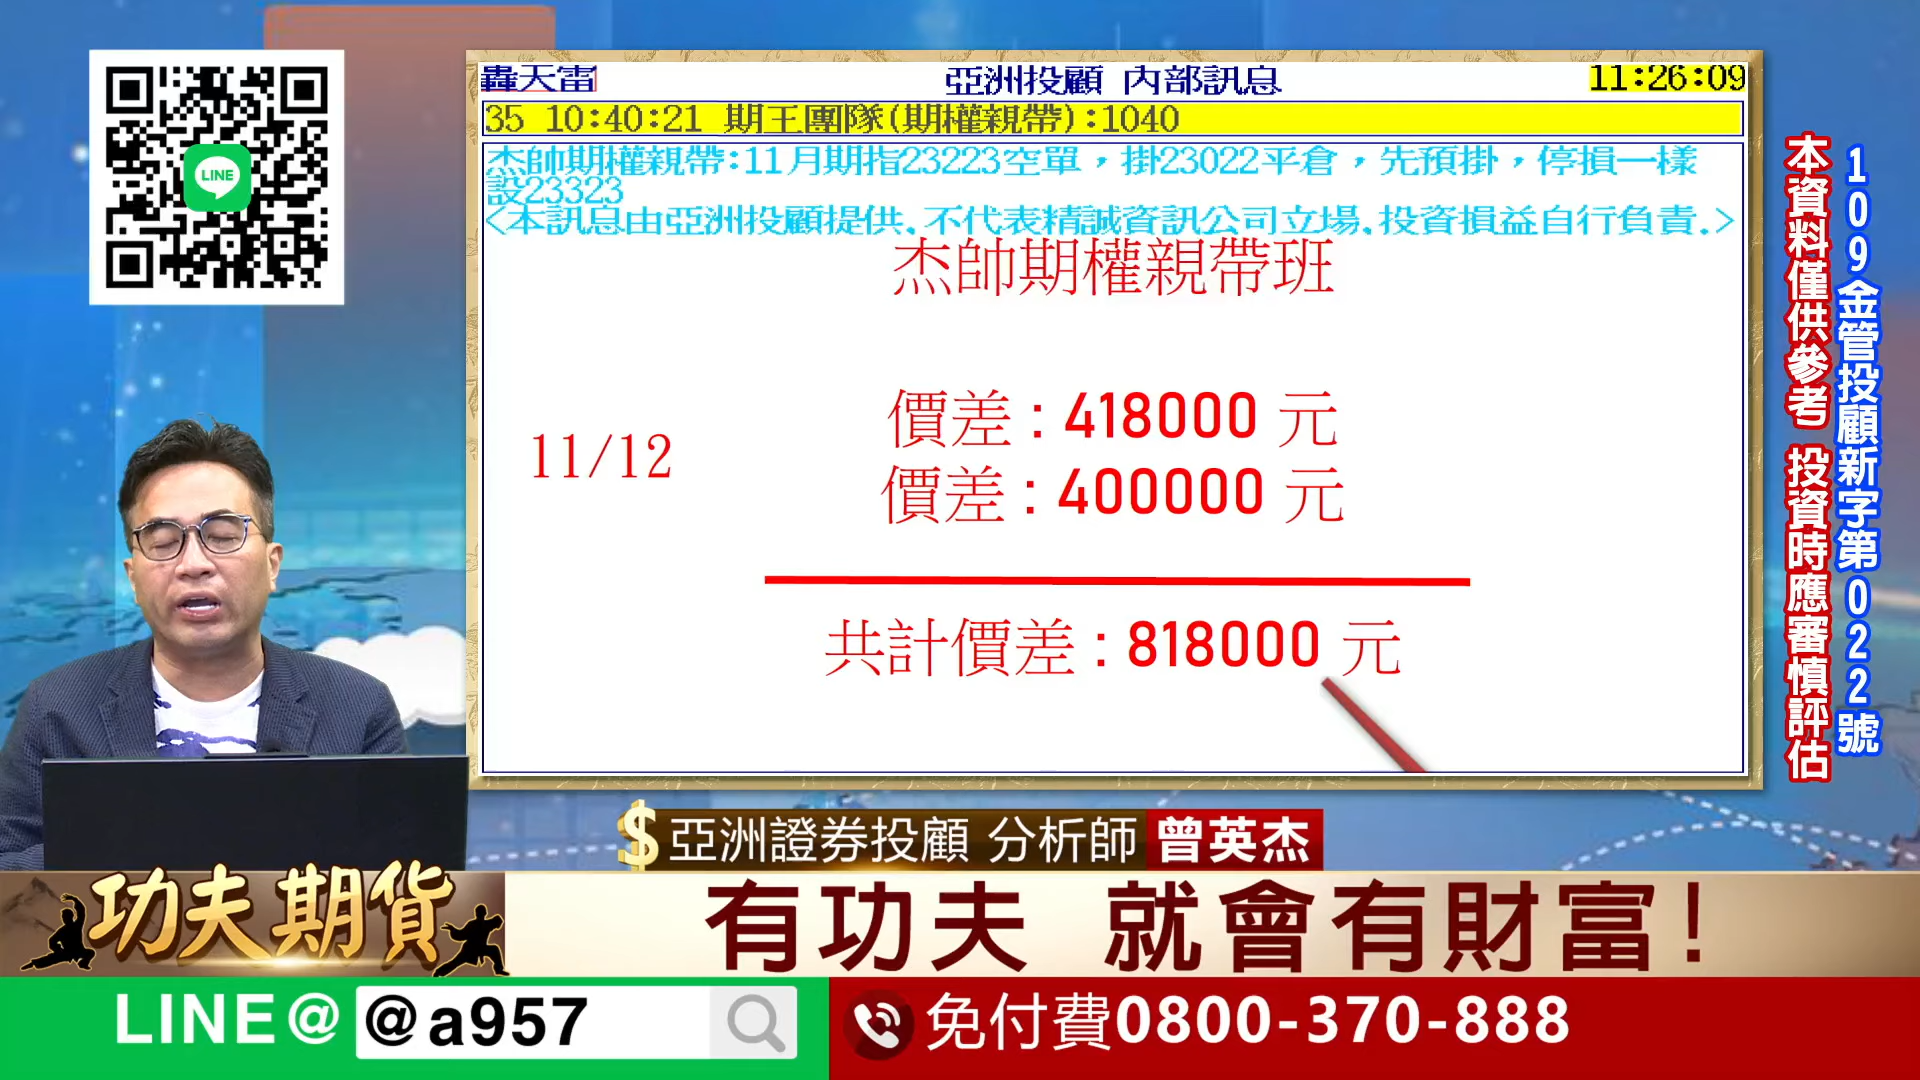 LINE
轟天雷 亞洲投顧 內部訊息 11:26:09
35 10:40:21 期王團隊(期權親帶):1040
杰帥期權親帶:11月期指23223空單，掛23022平倉，先預掛，停損一樣
設23323
<本訊息由亞洲投顧提供.不代表精誠資訊公司立場.投資損益自行負責.>
杰帥期權親帶班
11/12
價差:418000 元
價差:400000 元
共計價差:818000 元
109金管投顧新字第022號
本資料僅供參考 投資時應審慎評估
$亞洲證券投顧 分析師 曾英杰
功夫期貨
有功夫 就會有財富!
LINE@ @a957
免付費0800-370-888